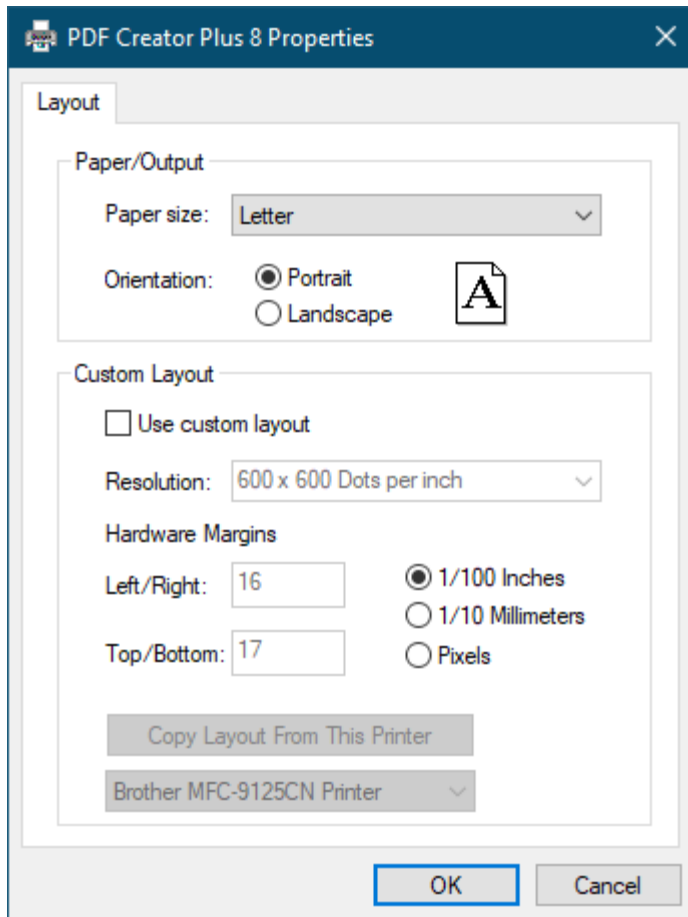 PDF Creator Plus 8 Properties
Layout
Paper/Output
Paper size: Letter
Orientation: Portrait
Landscape
A
Custom Layout
Use custom layout
Resolution: 600 x 600 Dots per inch
Hardware Margins
Left/Right: 16 1/100 Inches
1/10 Millimeters
Top/Bottom: 17 Pixels
Copy Layout From This Printer
Brother MFC-9125CN Printer
OK Cancel